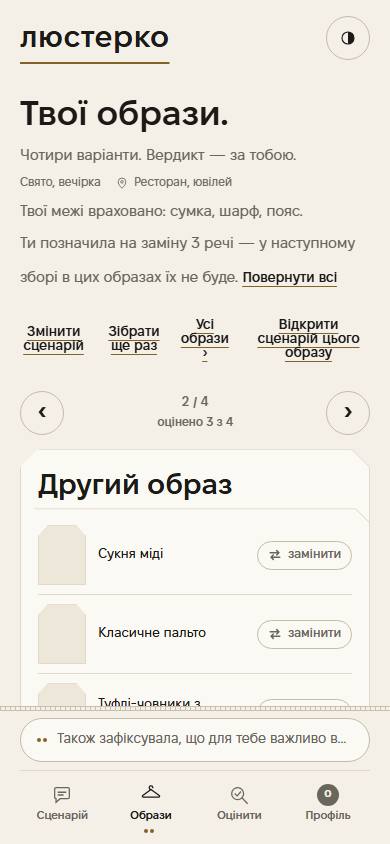 люстерко
Твої образи.
Чотири варіанти. Вердикт — за тобою.
Свято, вечірка Ресторан, ювілей
Твої межі враховано: сумка, шарф, пояс.
Ти позначила на заміну 3 речі — у наступному
зборі в цих образах їх не буде. Повернути всі
Змінити
сценарій
Зібрати
ще раз
Усі
образи
›
Відкрити
сценарій цього
образу
‹
2 / 4
оцінено 3 з 4
›
Другий образ
Сукня міді
замінити
Класичне пальто
замінити
Туфлі-човники з
Також зафіксувала, що для тебе важливо в...
Сценарій
Образи
Оцінити
О
Профіль